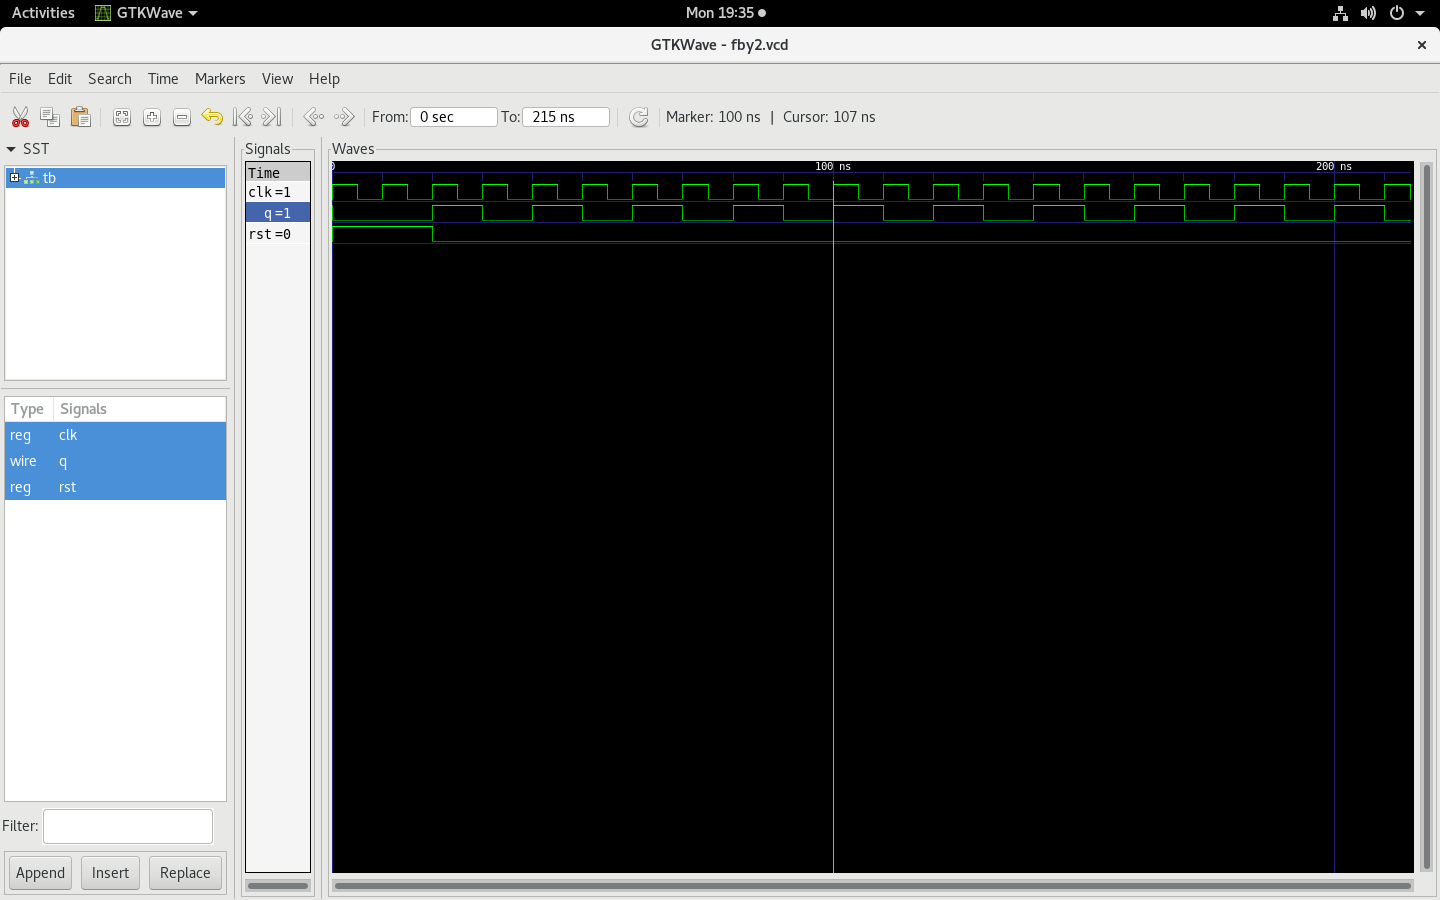 Activities GTKWave Mon 19:35
GTKWave - fby2.vcd
File Edit Search Time Markers View Help
From: 0 sec To: 215 ns Marker: 100 ns | Cursor: 107 ns
SST
tb
Type Signals
reg clk
wire q
reg rst
Filter:
Append Insert Replace
Signals
Time
clk =1
q =1
rst =0
Waves
0 100 ns 200 ns